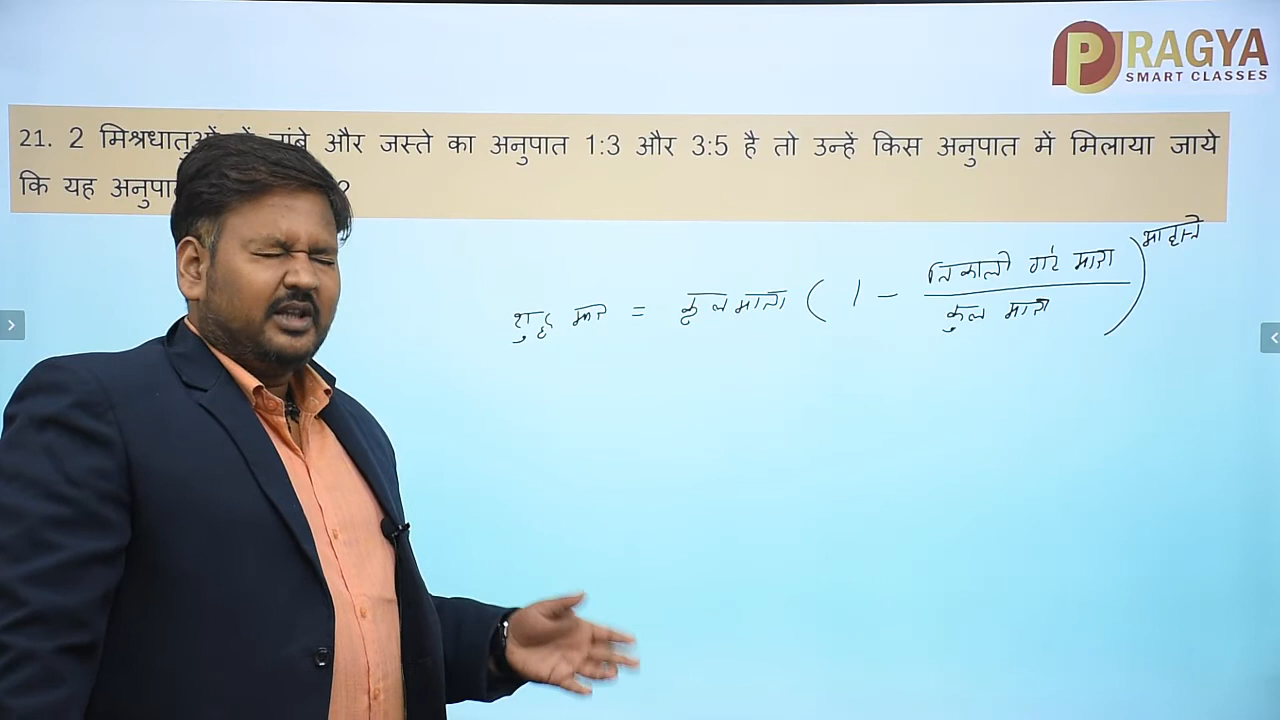 PRAGYA
SMART CLASSES
21. 2 मिश्रधातुओं में तांबे और जस्ते का अनुपात 1:3 और 3:5 है तो उन्हें किस अनुपात में मिलाया जाये
कि यह अनुपा
शुद्ध मात्रा = कुल मात्रा ( 1 - निकाली गई मात्रा
कुल मात्रा )